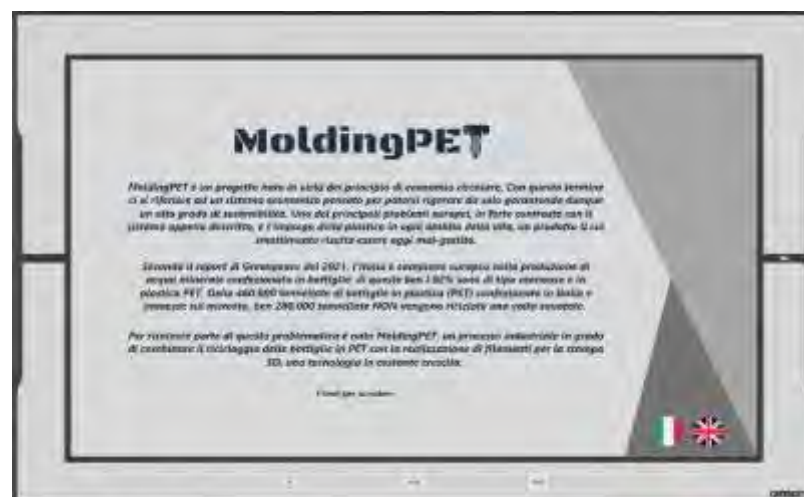 MoldingPET
MoldingPET è un progetto nato in virtù del principio di economia circolare. Con questo termine
ci si riferisce ad un sistema economico pensato per potersi rigenerare da solo garantendo dunque
un alto grado di sostenibilità. Uno dei principali problemi europei, in forte contrasto con il
sistema appena descritto, è l'impiego della plastica in ogni ambito della vita, un prodotto il cui
smaltimento risulta essere oggi mal-gestito.
Secondo il report di Greenpeace del 2021, l'Italia è campione europeo nella produzione di
acqua minerale confezionata in bottiglie: di queste ben l'82% sono di tipo monouso e in
plastica PET. Delle 460.000 tonnellate di bottiglie in plastica (PET) confezionate in Italia e
immesse sul mercato, ben 280.000 tonnellate NON vengono riciclate una volta svuotate.
Per risolvere parte di questa problematica è nato MoldingPET: un processo industriale in grado
di combinare il riciclaggio delle bottiglie in PET con la realizzazione di filamenti per la stampa
3D, una tecnologia in costante crescita.